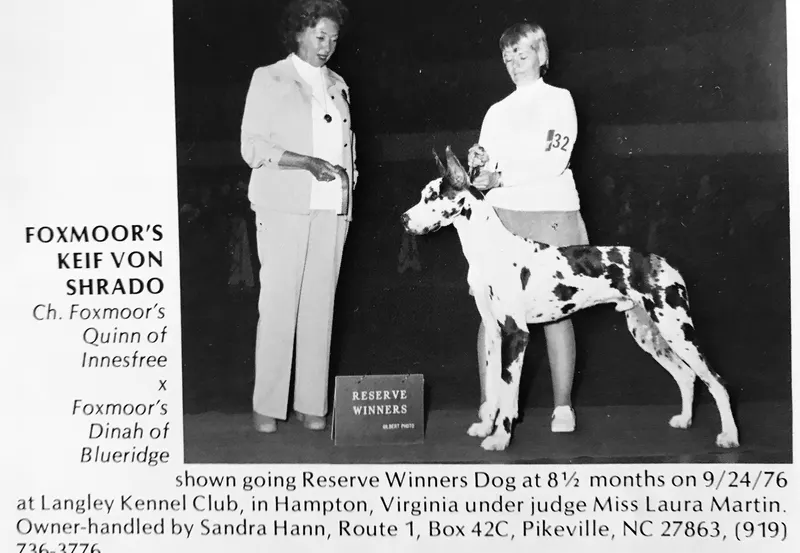 FOXMOOR'S
KEIF VON
SHRADO
Ch. Foxmoor's
Quinn of
Innesfree
x
Foxmoor's
Dinah of
Blueridge
32
RESERVE
WINNERS
GILBERT PHOTO
shown going Reserve Winners Dog at 8½ months on 9/24/76
at Langley Kennel Club, in Hampton, Virginia under judge Miss Laura Martin.
Owner-handled by Sandra Hann, Route 1, Box 42C, Pikeville, NC 27863, (919)
736-3776